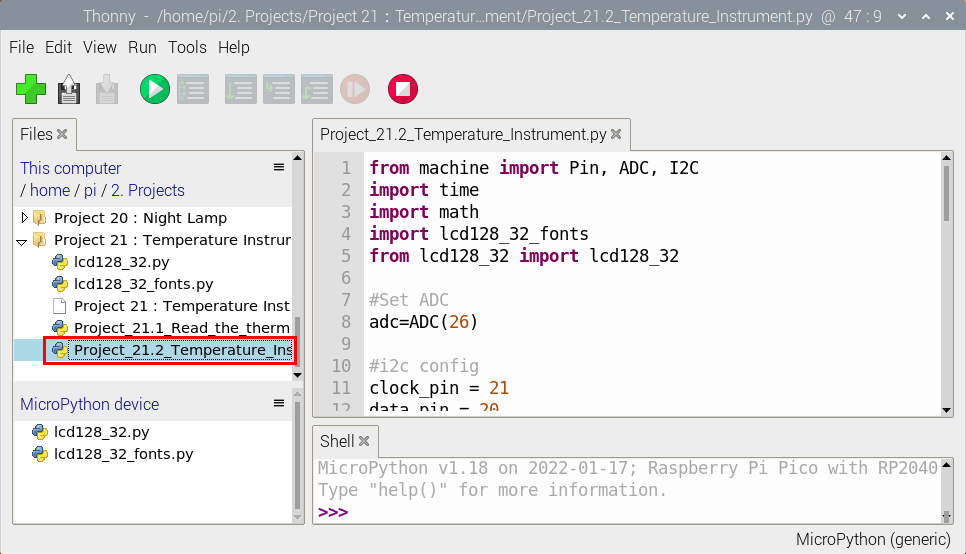 Thonny - /home/pi/2. Projects/Project 21 : Temperatur...ment/Project_21.2_Temperature_Instrument.py @ 47 : 9
File Edit View Run Tools Help
Files
This computer
/ home / pi / 2. Projects
Project 20 : Night Lamp
Project 21 : Temperature Instrur
lcd128_32.py
lcd128_32_fonts.py
Project 21 : Temperature Inst
Project_21.1_Read_the_therm
Project_21.2_Temperature_Ins
MicroPython device
lcd128_32.py
lcd128_32_fonts.py
Project_21.2_Temperature_Instrument.py
1 from machine import Pin, ADC, I2C
2 import time
3 import math
4 import lcd128_32_fonts
5 from lcd128_32 import lcd128_32
6
7 #Set ADC
8 adc=ADC(26)
9
10 #i2c config
11 clock_pin = 21
12 data_pin = 20
Shell
MicroPython v1.18 on 2022-01-17; Raspberry Pi Pico with RP2040
Type "help()" for more information.
>>>
MicroPython (generic)